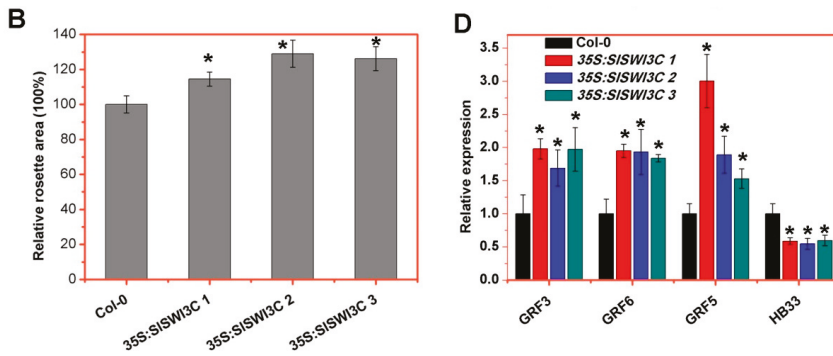 B
Relative rosette area (100%)
140
120
100
80
60
40
20
0
*
*
*
Col-0
35S:SlSWI3C 1
35S:SlSWI3C 2
35S:SlSWI3C 3
D
Relative expression
3.5
3.0
2.5
2.0
1.5
1.0
0.5
0.0
Col-0
35S:SlSWI3C 1
35S:SlSWI3C 2
35S:SlSWI3C 3
* * *
* * *
* * *
* * *
GRF3
GRF6
GRF5
HB33